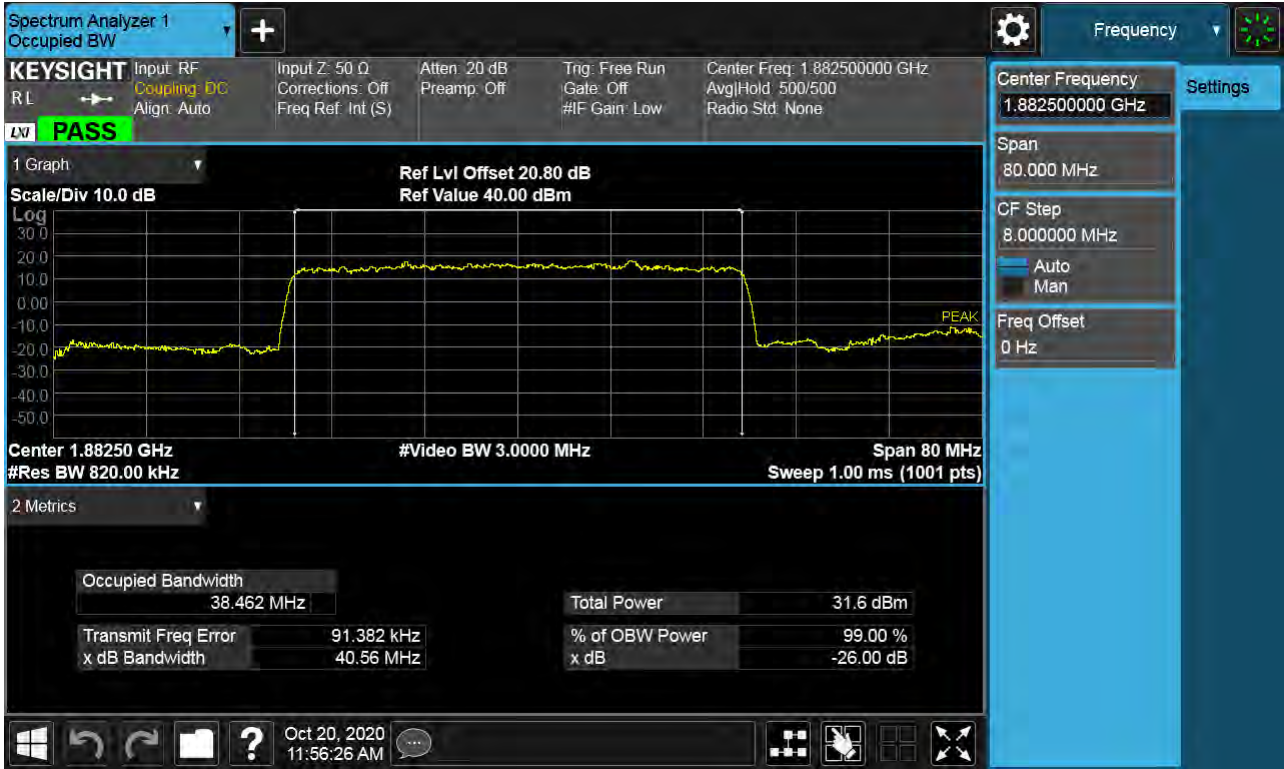 Spectrum Analyzer 1
Occupied BW
Frequency
KEYSIGHT
RL
LXI
PASS
Input: RF
Coupling: DC
Align: Auto
Input Z: 50 Ω
Corrections: Off
Freq Ref: Int (S)
Atten: 20 dB
Preamp: Off
Trig: Free Run
Gate: Off
#IF Gain: Low
Center Freq: 1.882500000 GHz
Avg|Hold: 500/500
Radio Std: None
1 Graph
Scale/Div 10.0 dB
Ref Lvl Offset 20.80 dB
Ref Value 40.00 dBm
Log
30.0
20.0
10.0
0.00
-10.0
-20.0
-30.0
-40.0
-50.0
PEAK
Center 1.88250 GHz
#Video BW 3.0000 MHz
Span 80 MHz
#Res BW 820.00 kHz
Sweep 1.00 ms (1001 pts)
2 Metrics
Occupied Bandwidth
38.462 MHz
Transmit Freq Error 91.382 kHz
x dB Bandwidth 40.56 MHz
Total Power 31.6 dBm
% of OBW Power 99.00 %
x dB -26.00 dB
?
Oct 20, 2020
11:56:26 AM
Center Frequency
1.882500000 GHz
Settings
Span
80.000 MHz
CF Step
8.000000 MHz
Auto
Man
Freq Offset
0 Hz